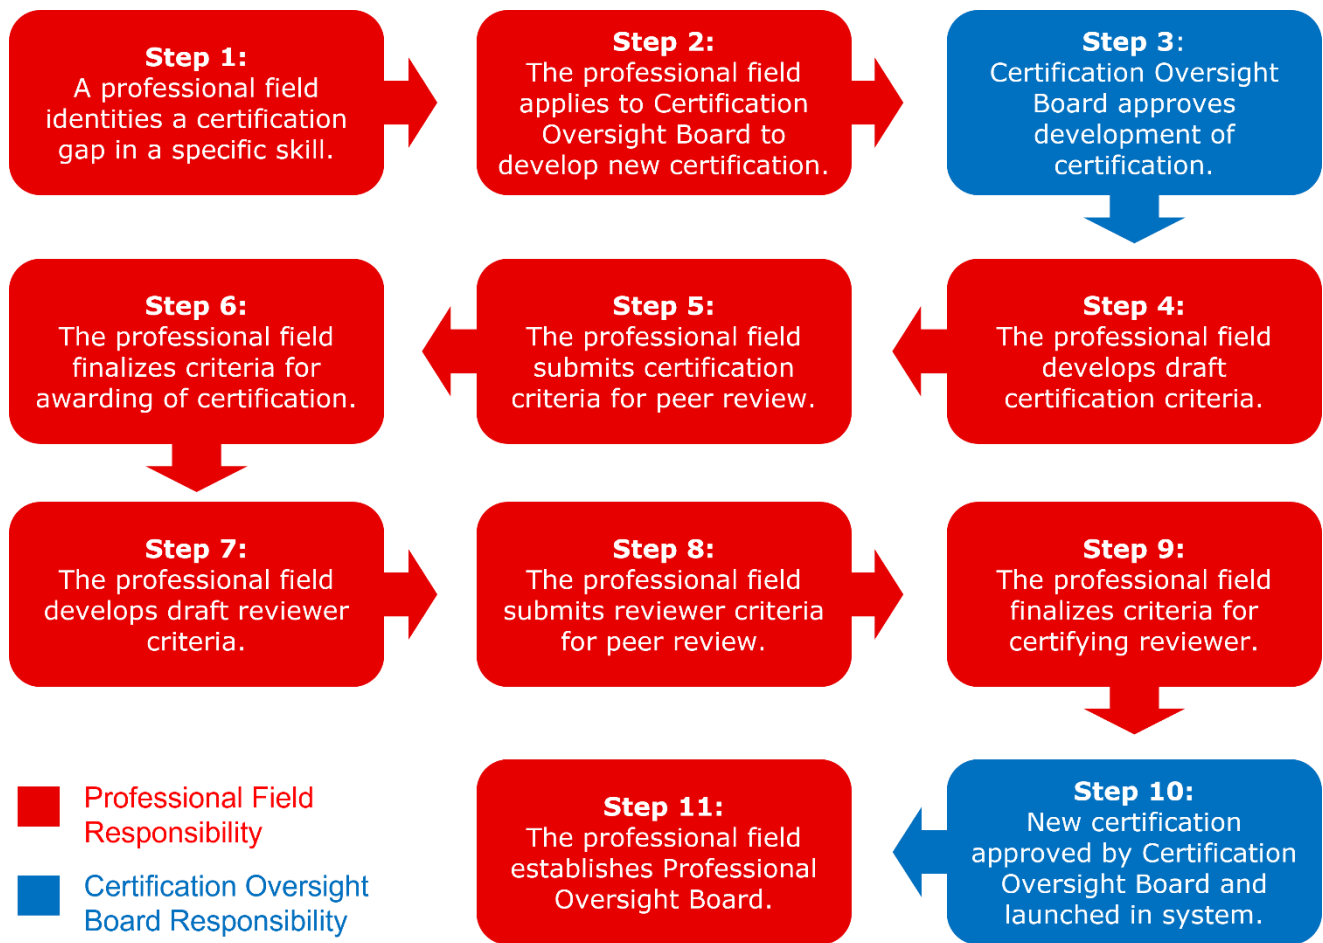 Step 1:
A professional field
identities a certification
gap in a specific skill.
Step 2:
The professional field
applies to Certification
Oversight Board to
develop new certification.
Step 3:
Certification Oversight
Board approves
development of
certification.
Step 4:
The professional field
develops draft
certification criteria.
Step 5:
The professional field
submits certification
criteria for peer review.
Step 6:
The professional field
finalizes criteria for
awarding of certification.
Step 7:
The professional field
develops draft reviewer
criteria.
Step 8:
The professional field
submits reviewer criteria
for peer review.
Step 9:
The professional field
finalizes criteria for
certifying reviewer.
Step 10:
New certification
approved by Certification
Oversight Board and
launched in system.
Step 11:
The professional field
establishes Professional
Oversight Board.
Professional Field
Responsibility
Certification Oversight
Board Responsibility